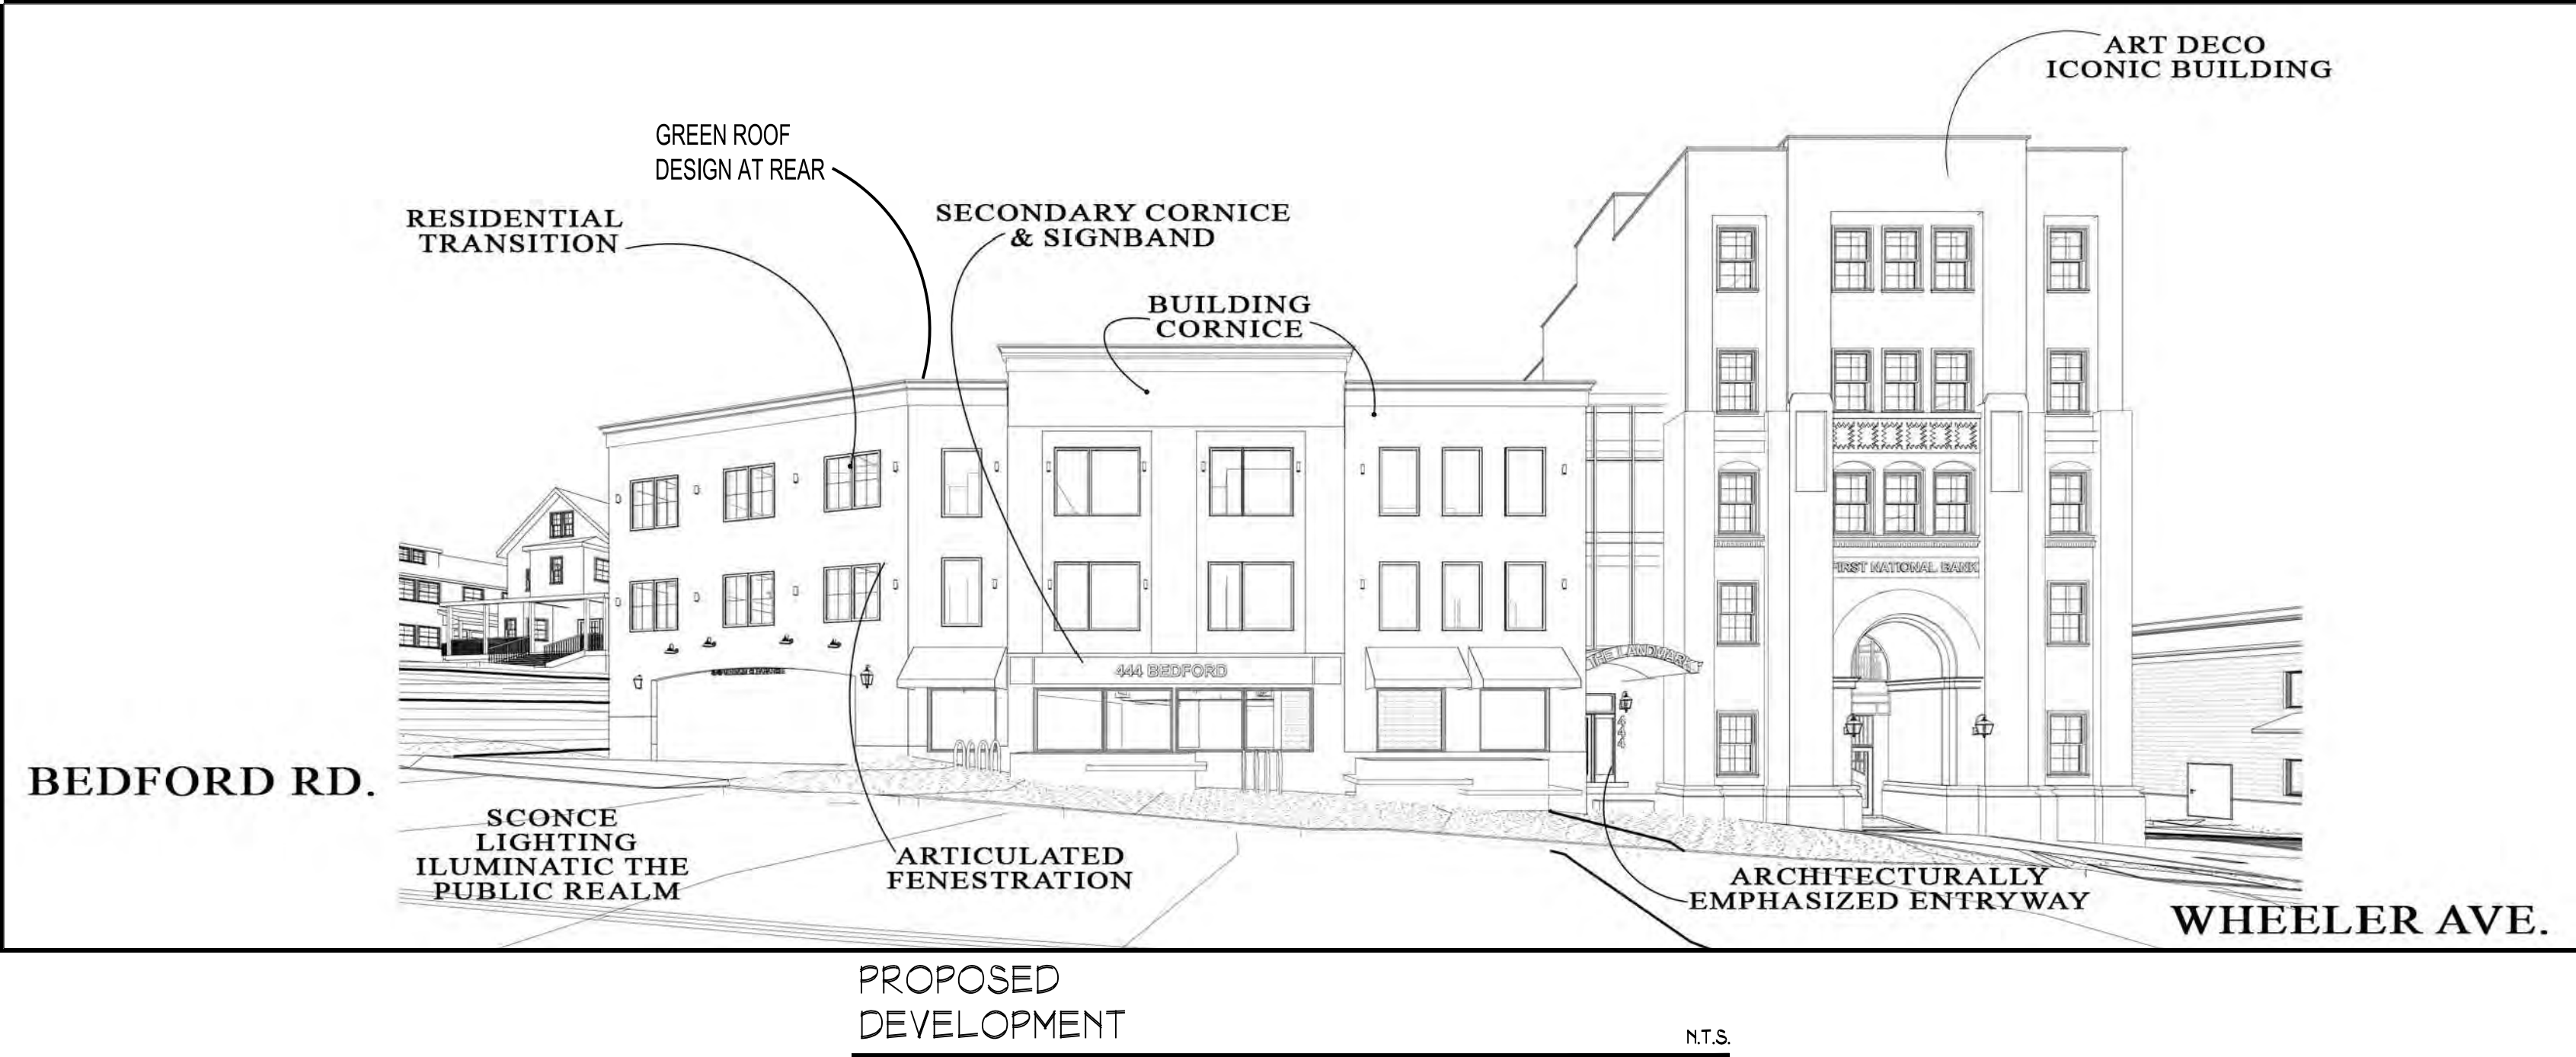 ART DECO
ICONIC BUILDING
GREEN ROOF
DESIGN AT REAR
RESIDENTIAL
TRANSITION
SECONDARY CORNICE
& SIGNBAND
BUILDING
CORNICE
FIRST NATIONAL BANK
THE LANDMARK
444 BEDFORD
444
BEDFORD RD.
SCONCE
LIGHTING
ILUMINATIC THE
PUBLIC REALM
ARTICULATED
FENESTRATION
ARCHITECTURALLY
EMPHASIZED ENTRYWAY
WHEELER AVE.
PROPOSED
DEVELOPMENT
N.T.S.